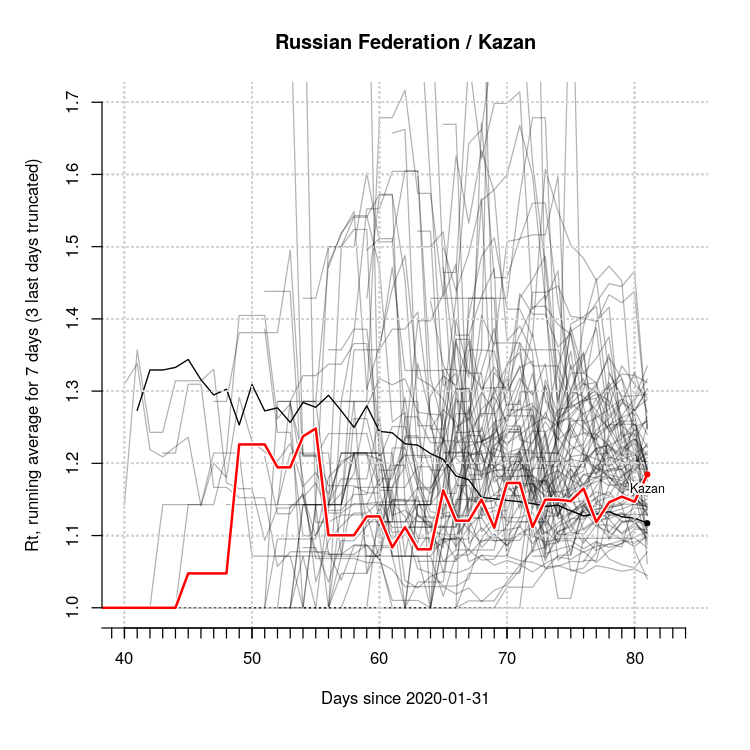 Russian Federation / Kazan
Rt, running average for 7 days (3 last days truncated)
1.7
1.6
1.5
1.4
1.3
1.2
1.1
1.0
Kazan
40 50 60 70 80
Days since 2020-01-31